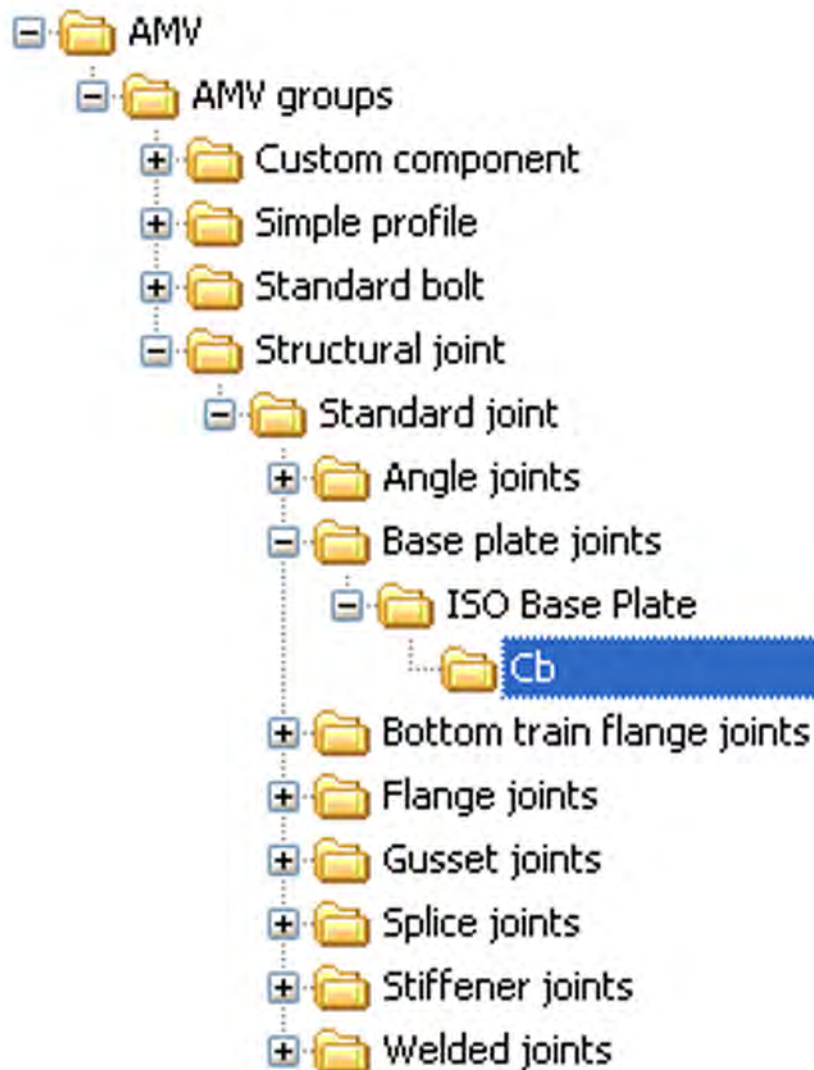 AMV
AMV groups
Custom component
Simple profile
Standard bolt
Structural joint
Standard joint
Angle joints
Base plate joints
ISO Base Plate
Cb
Bottom train flange joints
Flange joints
Gusset joints
Splice joints
Stiffener joints
Welded joints